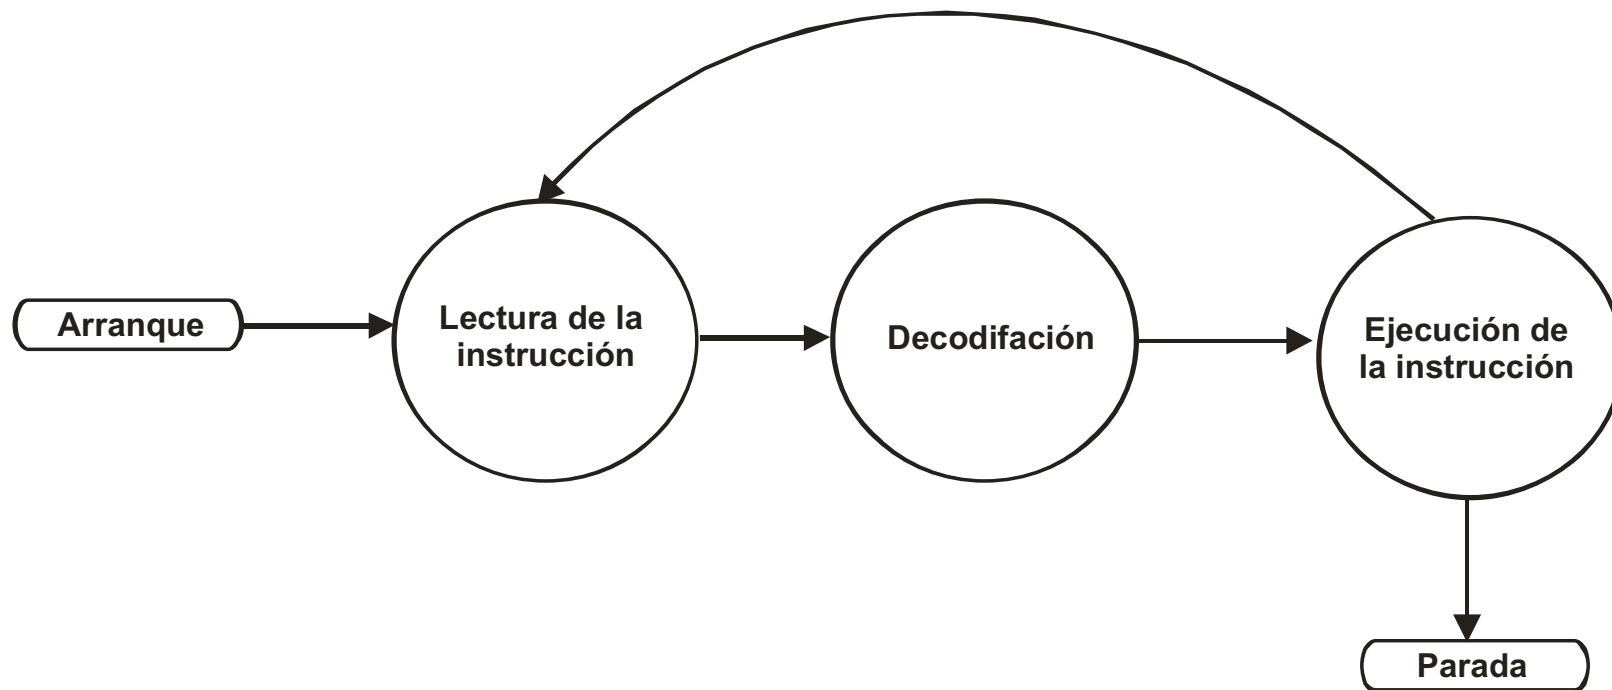 Arranque
Lectura de la
instrucción
Decodifación
Ejecución de
la instrucción
Parada